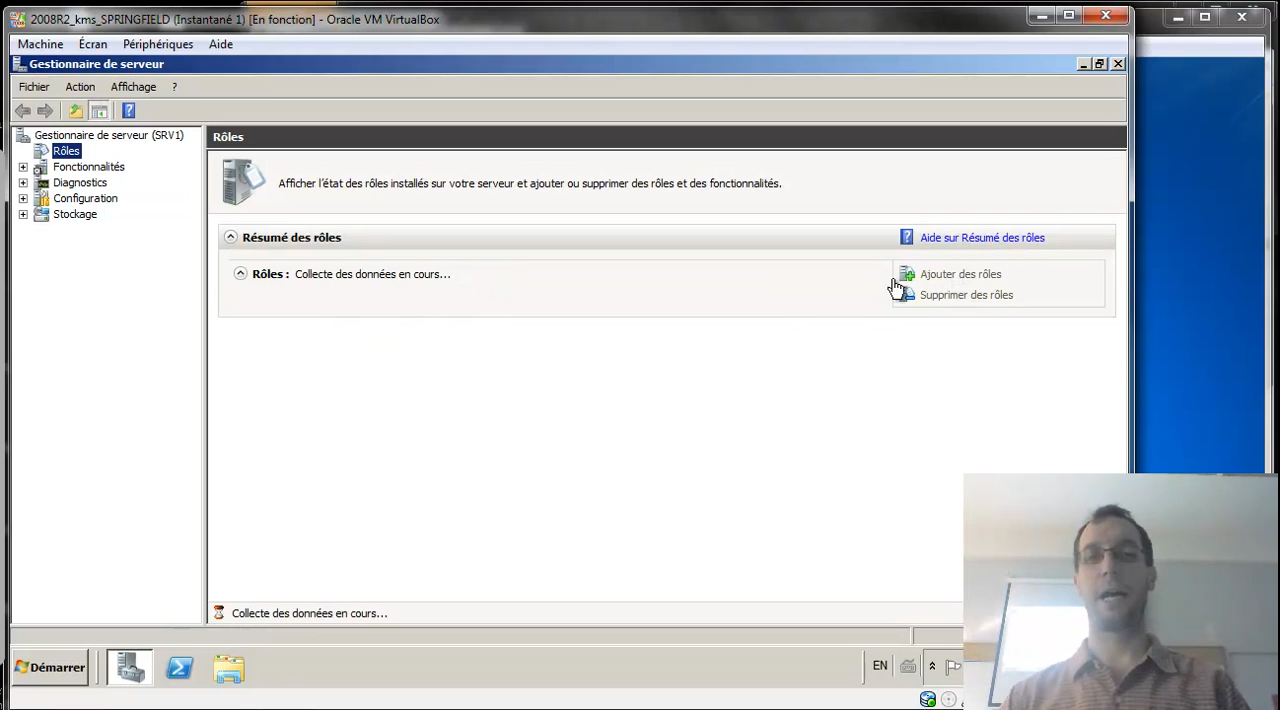 2008R2_kms_SPRINGFIELD (Instantané 1) [En fonction] - Oracle VM VirtualBox
Machine Écran Périphériques Aide
Gestionnaire de serveur
Fichier Action Affichage ?
Gestionnaire de serveur (SRV1)
Rôles
Fonctionnalités
Diagnostics
Configuration
Stockage
Rôles
Afficher l'état des rôles installés sur votre serveur et ajouter ou supprimer des rôles et des fonctionnalités.
Résumé des rôles
Aide sur Résumé des rôles
Rôles : Collecte des données en cours...
Ajouter des rôles
Supprimer des rôles
Collecte des données en cours...
Démarrer
EN